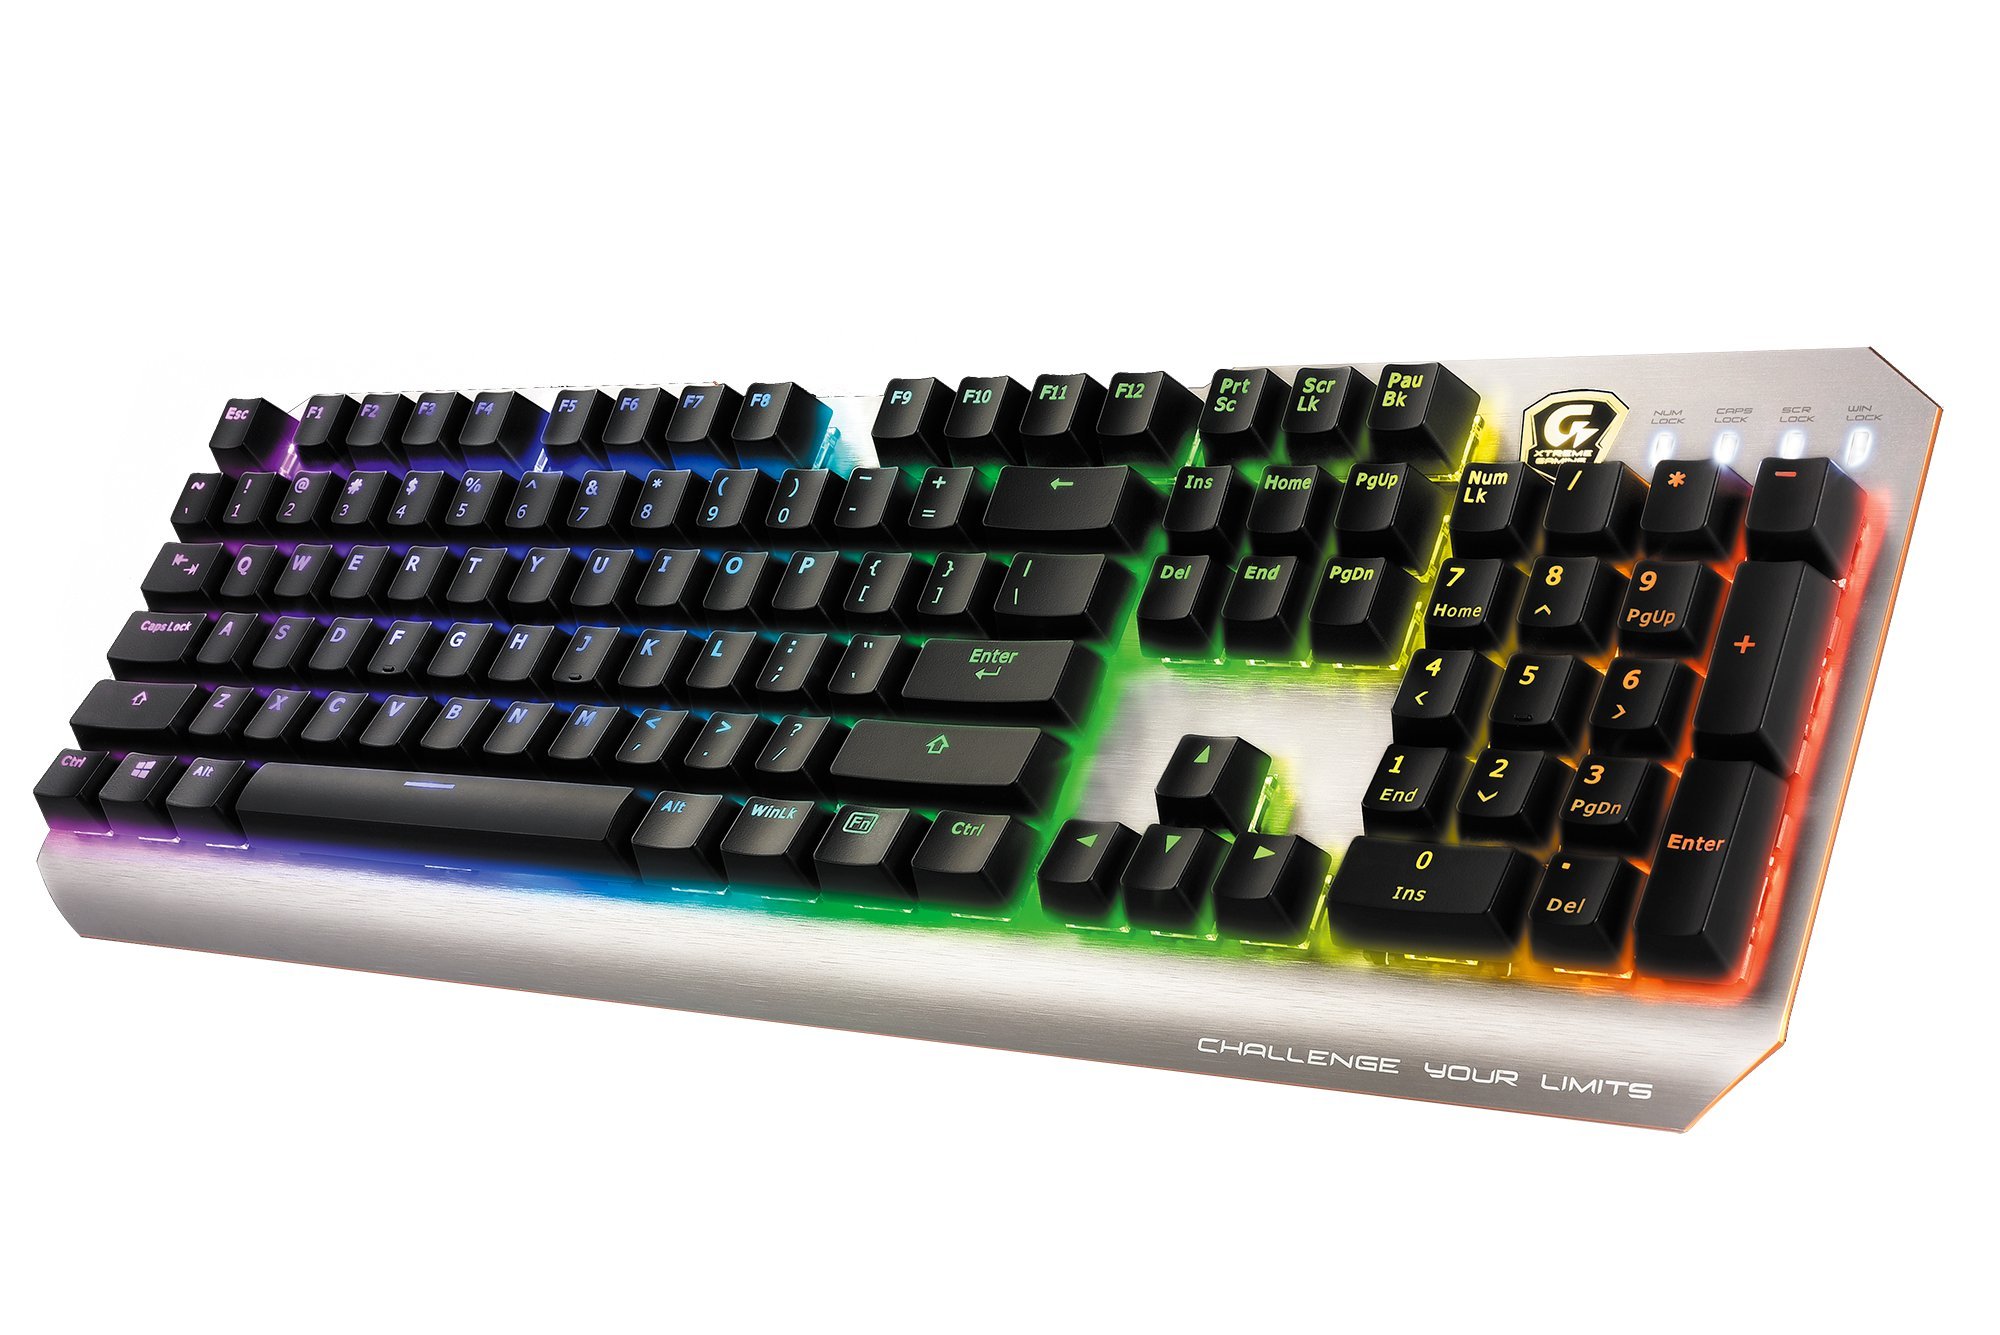 Esc F1 F2 F3 F4 F5 F6 F7 F8 F9 F10 F11 F12 Prt Sc Scr Lk Pau Bk
XTREME GAMING
NUM LOCK CAPS LOCK SCR LOCK WIN LOCK
~ ` ! 1 @ 2 # 3 $ 4 % 5 ^ 6 & 7 * 8 ( 9 ) 0 – - + = ← Ins Home PgUp Num Lk / * –
Q W E R T Y U I O P { [ } ] | \ Del End PgDn 7 Home 8 ^ 9 PgUp +
Caps Lock A S D F G H J K L : ; " ' Enter 4 < 5 6 >
Z X C V B N M < , > . ? / 1 End 2 3 PgDn Enter
Ctrl Alt Alt WinLk Fn Ctrl 0 Ins . Del
CHALLENGE YOUR LIMITS